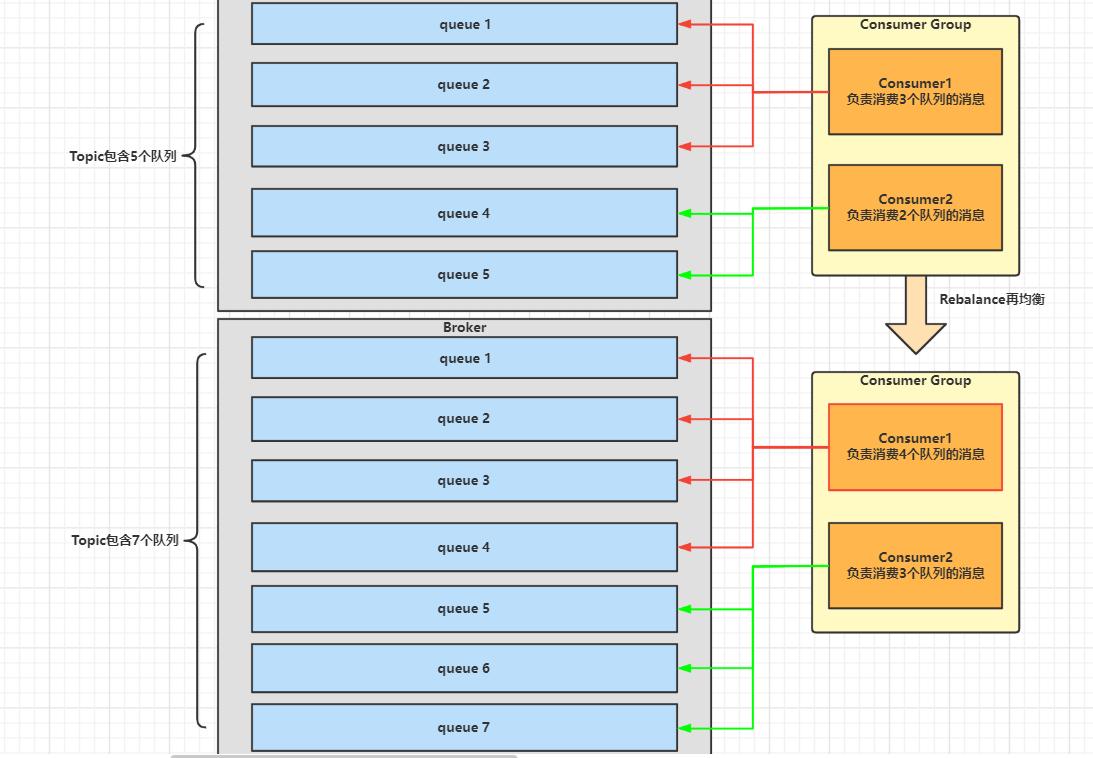 queue 1
queue 2
queue 3
queue 4
queue 5
Topic包含5个队列
Consumer Group
Consumer1
负责消费3个队列的消息
Consumer2
负责消费2个队列的消息
Rebalance再均衡
Broker
queue 1
queue 2
queue 3
queue 4
queue 5
queue 6
queue 7
Topic包含7个队列
Consumer Group
Consumer1
负责消费4个队列的消息
Consumer2
负责消费3个队列的消息